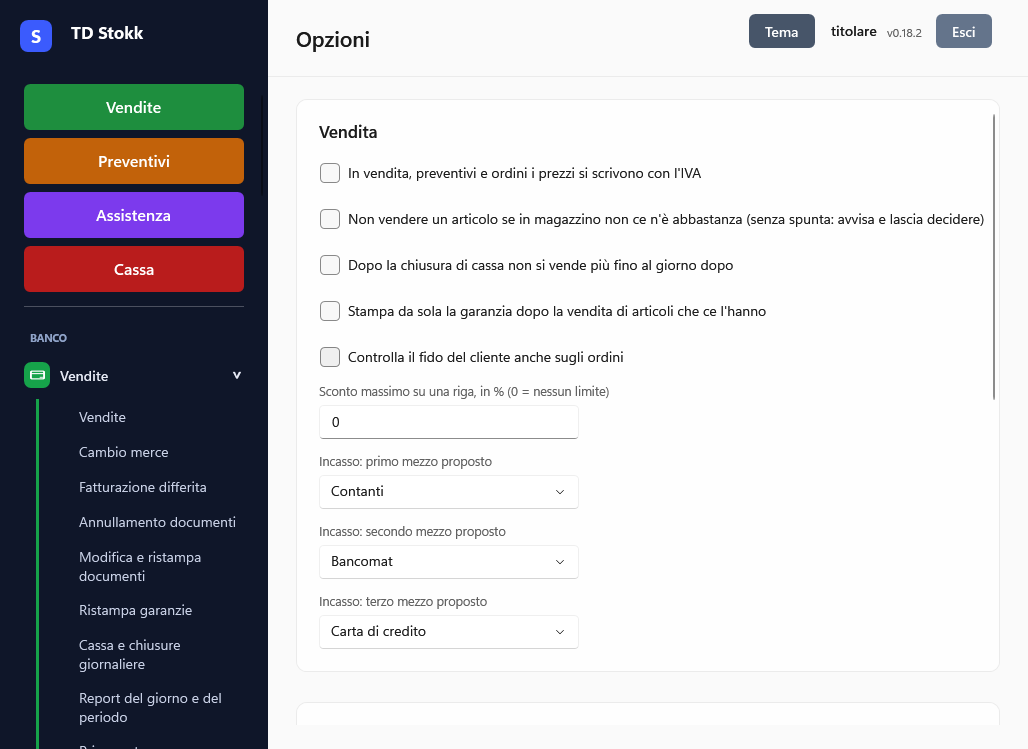 S
TD Stokk
Vendite
Preventivi
Assistenza
Cassa
BANCO
Vendite
Vendite
Cambio merce
Fatturazione differita
Annullamento documenti
Modifica e ristampa
documenti
Ristampa garanzie
Cassa e chiusure
giornaliere
Report del giorno e del
periodo
Opzioni
Tema
titolare
v0.18.2
Esci
Vendita
In vendita, preventivi e ordini i prezzi si scrivono con l'IVA
Non vendere un articolo se in magazzino non ce n'è abbastanza (senza spunta: avvisa e lascia decidere)
Dopo la chiusura di cassa non si vende più fino al giorno dopo
Stampa da sola la garanzia dopo la vendita di articoli che ce l'hanno
Controlla il fido del cliente anche sugli ordini
Sconto massimo su una riga, in % (0 = nessun limite)
0
Incasso: primo mezzo proposto
Contanti
Incasso: secondo mezzo proposto
Bancomat
Incasso: terzo mezzo proposto
Carta di credito